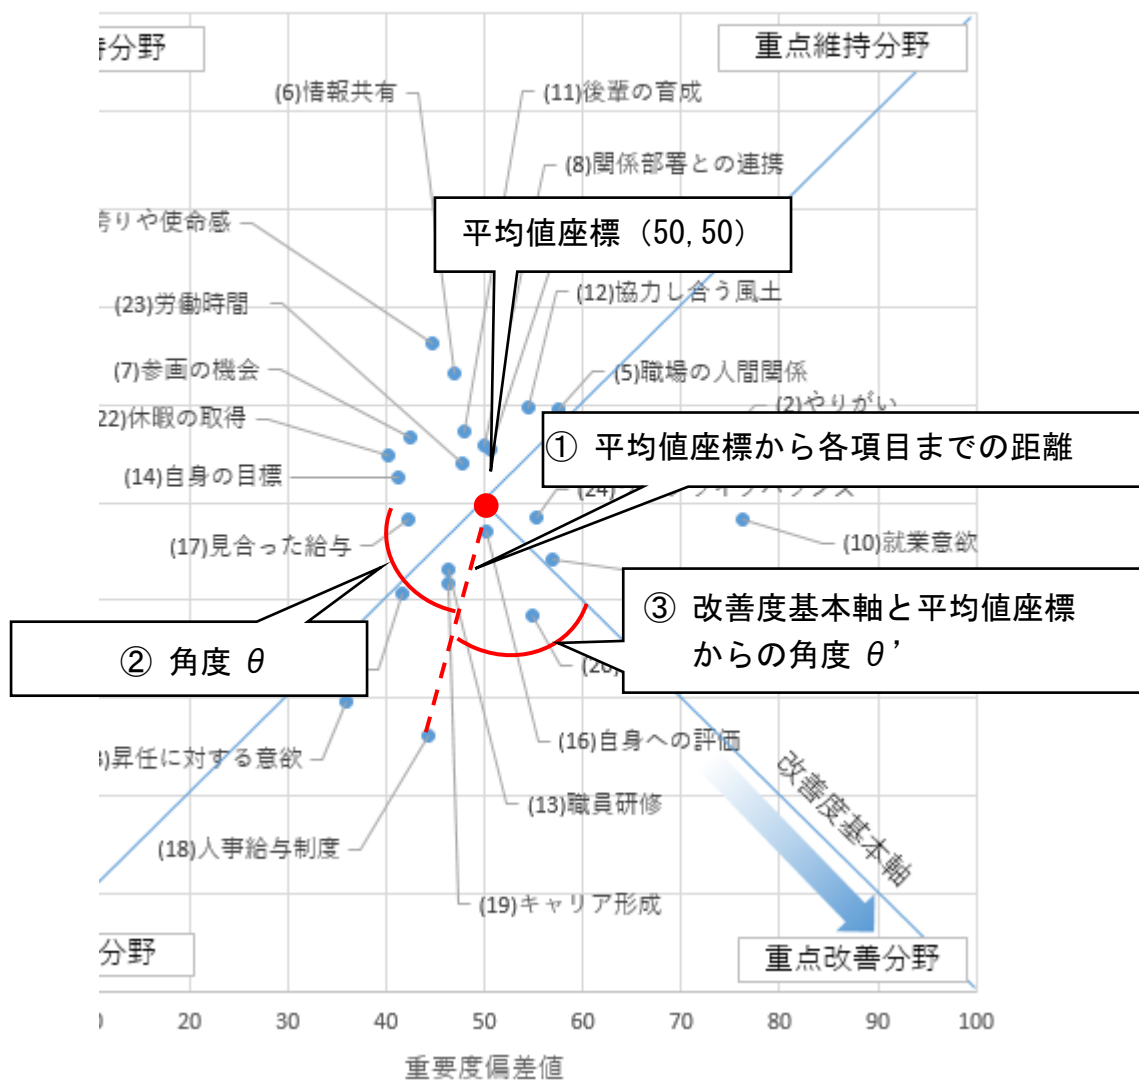 分野
重点維持分野
(6)情報共有
(11)後輩の育成
(8)関係部署との連携
誇りや使命感
平均値座標（50,50）
(23)労働時間
(12)協力し合う風土
(7)参画の機会
(5)職場の人間関係
(2)やりがい
22)休暇の取得
① 平均値座標から各項目までの距離
(14)自身の目標
(24)
(17)見合った給与
(10)就業意欲
③ 改善度基本軸と平均値座標
からの角度 θ’
② 角度 θ
(20)
(16)自身への評価
)昇任に対する意欲
改善度基本軸
(13)職員研修
(18)人事給与制度
(19)キャリア形成
分野
重点改善分野
20 30 40 50 60 70 80 90 100
重要度偏差値